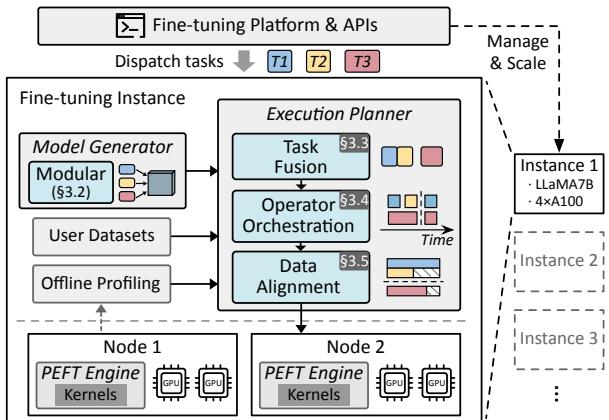 Fine-tuning Platform & APIs
Dispatch tasks
T1
T2
T3
Manage
& Scale
Fine-tuning Instance
Execution Planner
Model Generator
Modular
(§3.2)
Task
Fusion
§3.3
Operator
Orchestration
§3.4
Time
Data
Alignment
§3.5
User Datasets
Offline Profiling
Instance 1
· LLaMA7B
· 4×A100
Instance 2
Instance 3
Node 1
PEFT Engine
Kernels
GPU
GPU
Node 2
PEFT Engine
Kernels
GPU
GPU